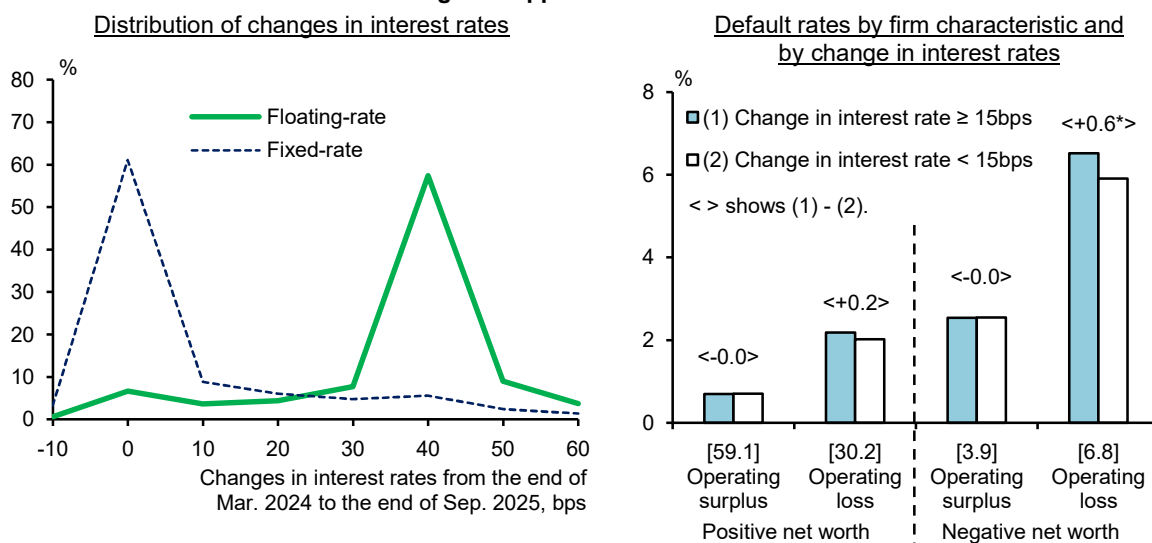 Distribution of changes in interest rates
%
80
70
60
50
40
30
20
10
0
Floating-rate
Fixed-rate
-10 0 10 20 30 40 50 60
Changes in interest rates from the end of
Mar. 2024 to the end of Sep. 2025, bps
Default rates by firm characteristic and
by change in interest rates
%
8
6
4
2
0
(1) Change in interest rate ≥ 15bps
(2) Change in interest rate < 15bps
< > shows (1) - (2).
<-0.0>
<+0.2>
<-0.0>
<+0.6*>
[59.1] [30.2] [3.9] [6.8]
Operating Operating Operating Operating
surplus loss surplus loss
Positive net worth Negative net worth